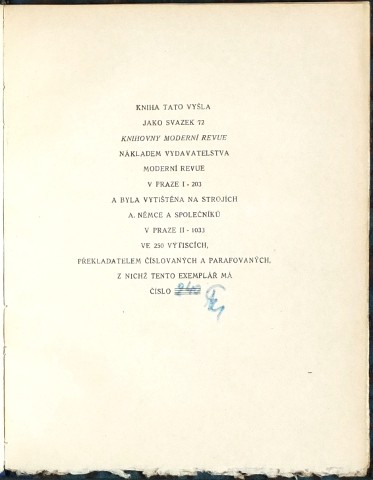 KNIHA TATO VYŠLA
JAKO SVAZEK 72
KNIHOVNY MODERNÍ REVUE
NÁKLADEM VYDAVATELSTVA
MODERNÍ REVUE
V PRAZE I - 203
A BYLA VYTIŠTĚNA NA STROJÍCH
A. NĚMCE A SPOLEČNÍKŮ
V PRAZE II - 1033
VE 250 VÝTISCÍCH,
PŘEKLADATELEM ČÍSLOVANÝCH A PARAFOVANÝCH,
Z NICHŽ TENTO EXEMPLÁŘ MÁ
ČÍSLO 240